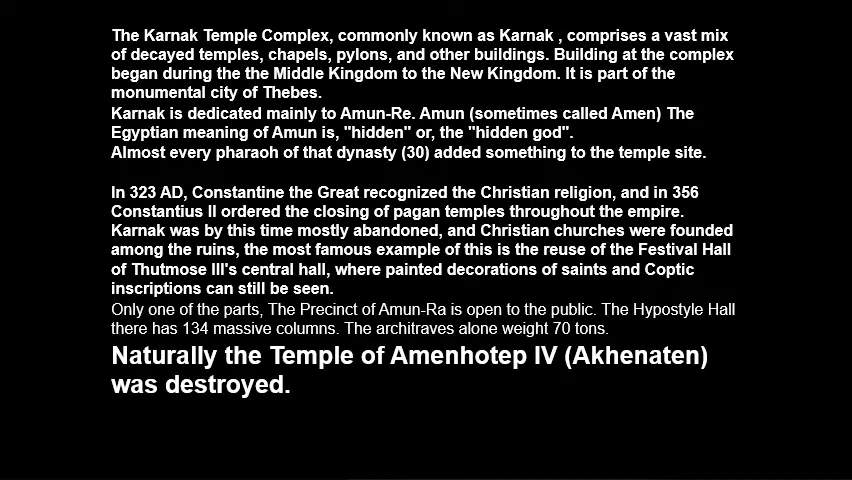 The Karnak Temple Complex, commonly known as Karnak , comprises a vast mix
of decayed temples, chapels, pylons, and other buildings. Building at the complex
began during the the Middle Kingdom to the New Kingdom. It is part of the
monumental city of Thebes.
Karnak is dedicated mainly to Amun-Re. Amun (sometimes called Amen) The
Egyptian meaning of Amun is, "hidden" or, the "hidden god".
Almost every pharaoh of that dynasty (30) added something to the temple site.
In 323 AD, Constantine the Great recognized the Christian religion, and in 356
Constantius II ordered the closing of pagan temples throughout the empire.
Karnak was by this time mostly abandoned, and Christian churches were founded
among the ruins, the most famous example of this is the reuse of the Festival Hall
of Thutmose III's central hall, where painted decorations of saints and Coptic
inscriptions can still be seen.
Only one of the parts, The Precinct of Amun-Ra is open to the public. The Hypostyle Hall
there has 134 massive columns. The architraves alone weight 70 tons.
Naturally the Temple of Amenhotep IV (Akhenaten)
was destroyed.